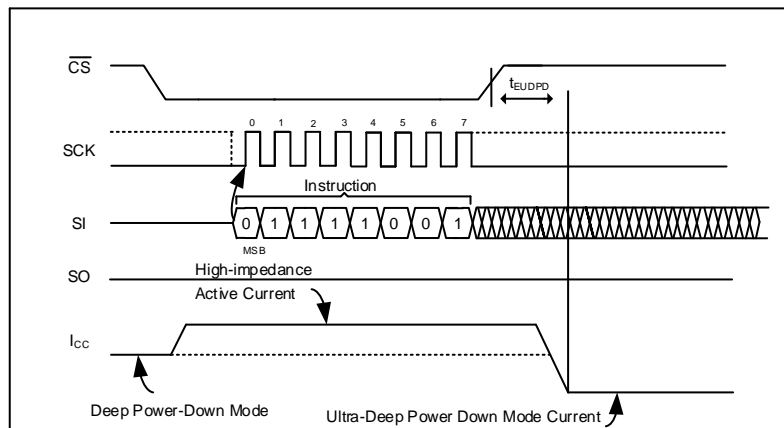 CS
tEUDPD
0 1 2 3 4 5 6 7
SCK
Instruction
SI
0 1 1 1 1 0 0 1
MSB
High-impedance
SO
Active Current
ICC
Deep Power-Down Mode
Ultra-Deep Power Down Mode Current